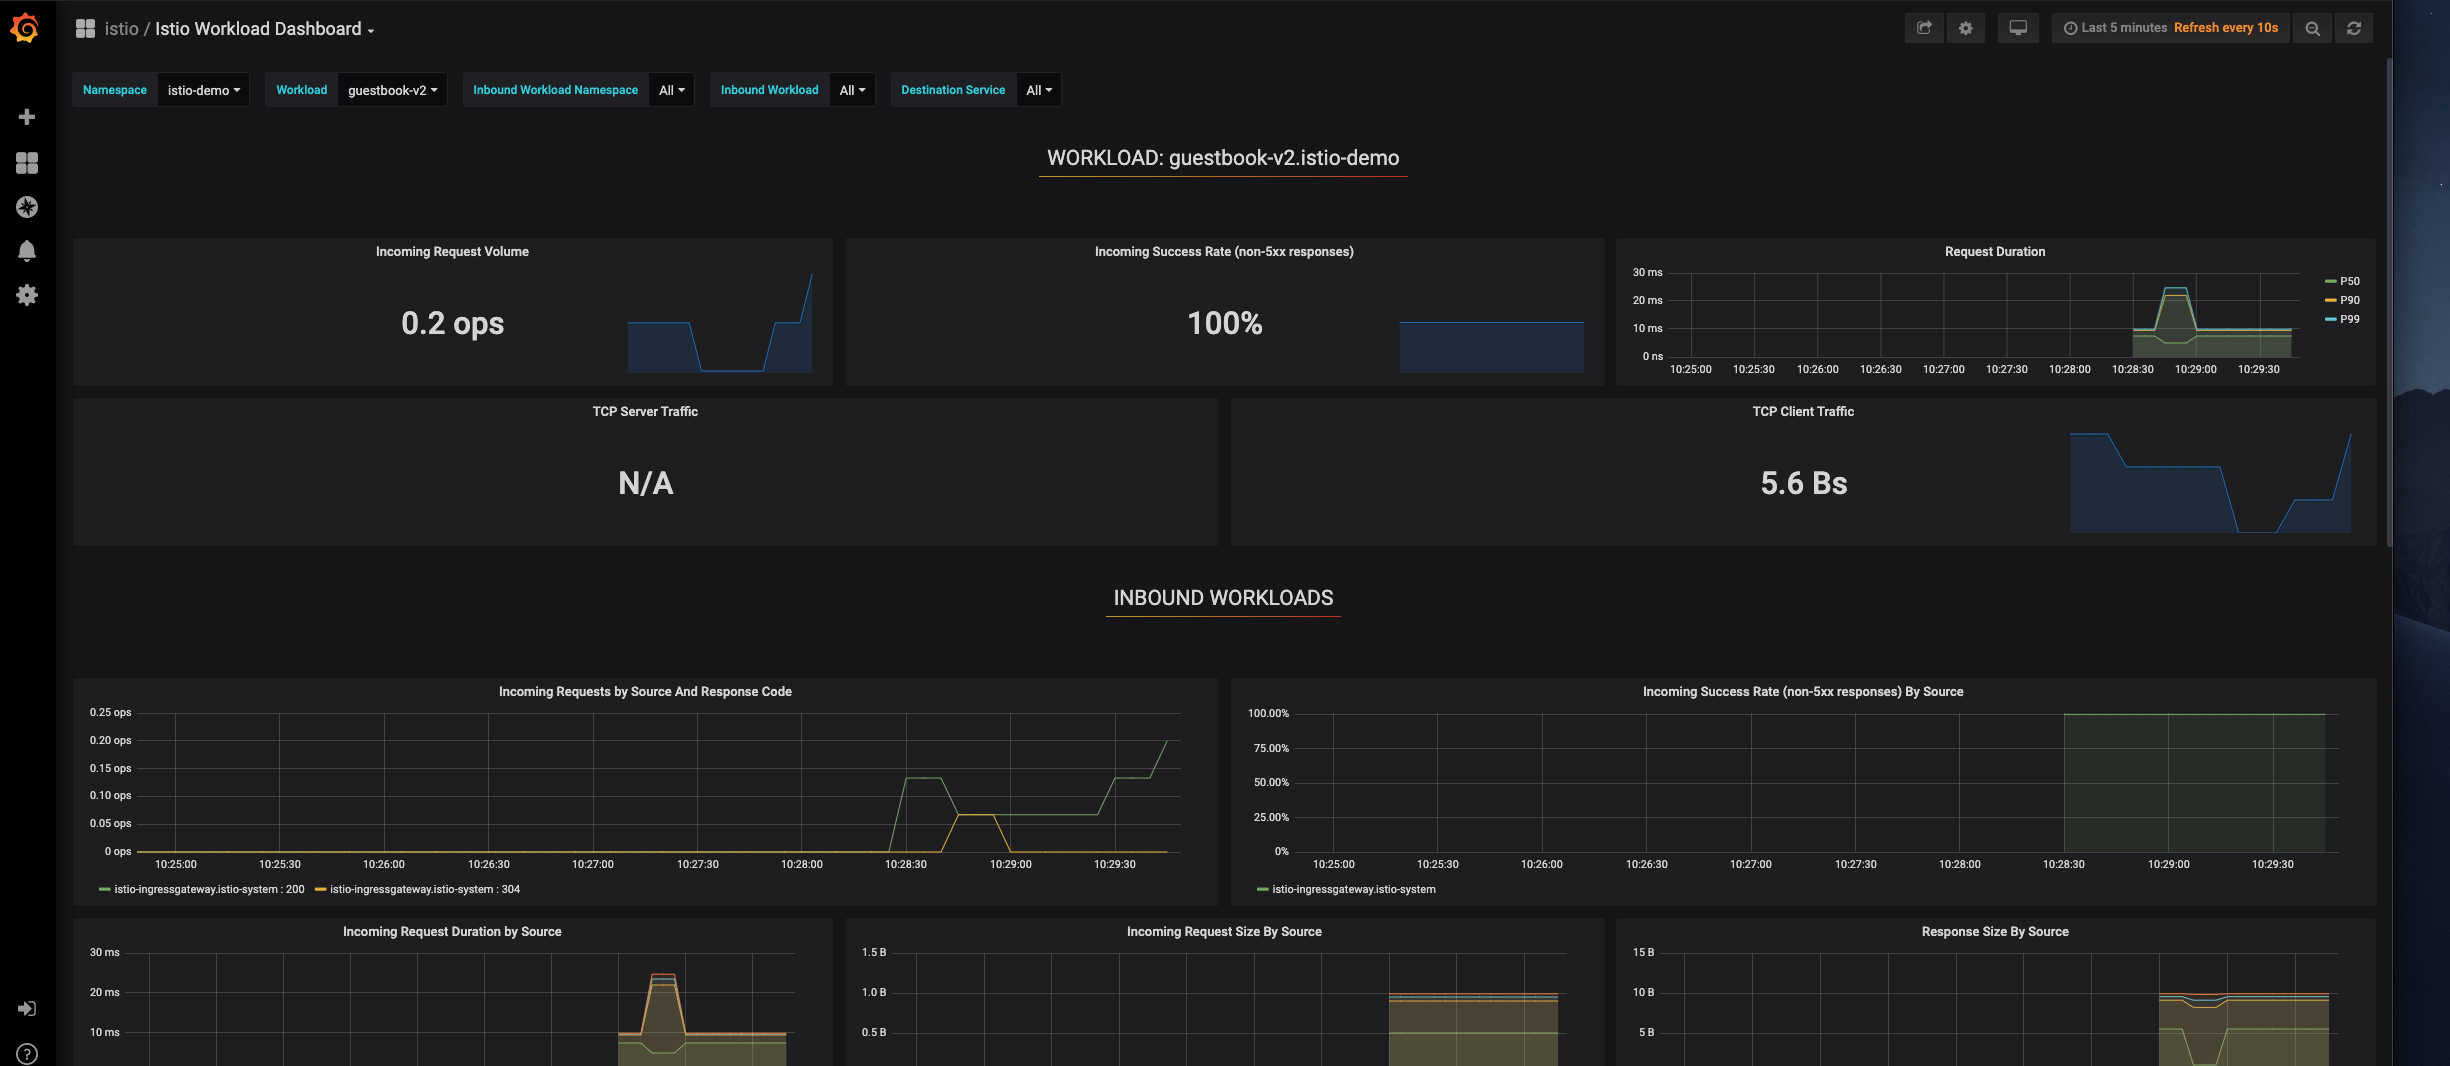 istio / Istio Workload Dashboard
Last 5 minutes Refresh every 10s
Namespace istio-demo Workload guestbook-v2 Inbound Workload Namespace All Inbound Workload All Destination Service All
WORKLOAD: guestbook-v2.istio-demo
Incoming Request Volume
0.2 ops
Incoming Success Rate (non-5xx responses)
100%
Request Duration
30 ms
20 ms
10 ms
0 ns
10:25:00 10:25:30 10:26:00 10:26:30 10:27:00 10:27:30 10:28:00 10:28:30 10:29:00 10:29:30
P50
P90
P99
TCP Server Traffic
N/A
TCP Client Traffic
5.6 Bs
INBOUND WORKLOADS
Incoming Requests by Source And Response Code
0.25 ops
0.20 ops
0.15 ops
0.10 ops
0.05 ops
0 ops
10:25:00 10:25:30 10:26:00 10:26:30 10:27:00 10:27:30 10:28:00 10:28:30 10:29:00 10:29:30
istio-ingressgateway.istio-system : 200 istio-ingressgateway.istio-system : 304
Incoming Success Rate (non-5xx responses) By Source
100.00%
75.00%
50.00%
25.00%
0%
10:25:00 10:25:30 10:26:00 10:26:30 10:27:00 10:27:30 10:28:00 10:28:30 10:29:00 10:29:30
istio-ingressgateway.istio-system
Incoming Request Duration by Source
30 ms
20 ms
10 ms
Incoming Request Size By Source
1.5 B
1.0 B
0.5 B
Response Size By Source
15 B
10 B
5 B